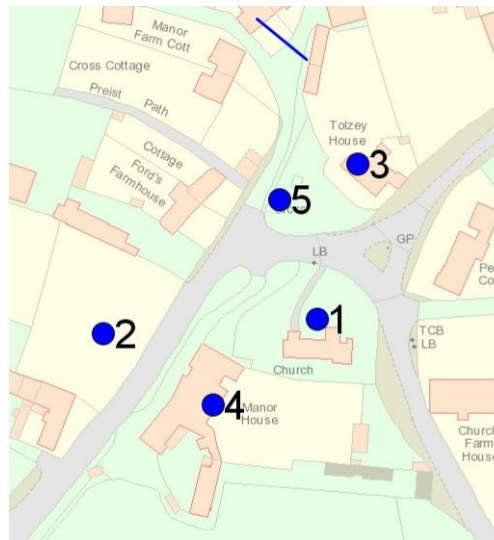 Manor
Farm Cott
Cross Cottage
Preist
Path
Cottage
Ford's
Farmhouse
Tolzey
House
3
5
GP
LB
Pe
Co
1
2
TCB
LB
Church
4
Manor
House
Church
Farm
House